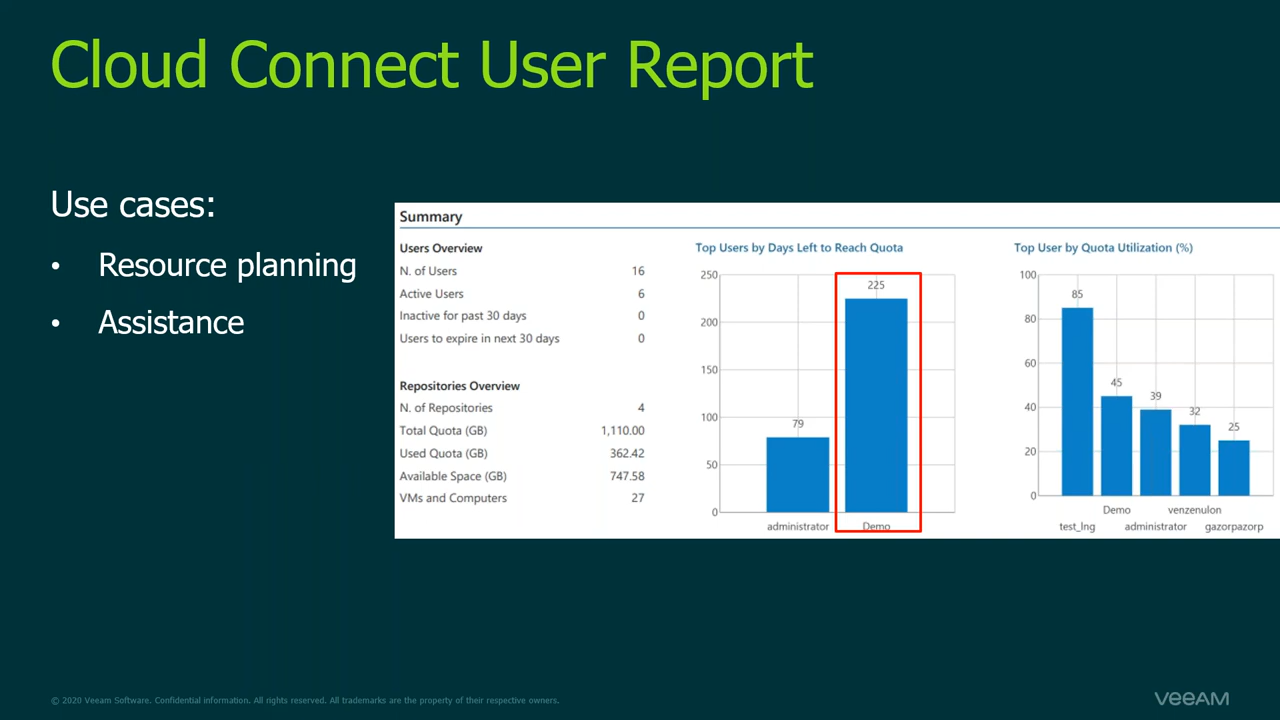 Cloud Connect User Report
Use cases:
• Resource planning
• Assistance
Summary
Users Overview
N. of Users 16
Active Users 6
Inactive for past 30 days 0
Users to expire in next 30 days 0
Repositories Overview
N. of Repositories 4
Total Quota (GB) 1,110.00
Used Quota (GB) 362.42
Available Space (GB) 747.58
VMs and Computers 27
Top Users by Days Left to Reach Quota
250
200
150
100
50
0
79
225
administrator Demo
Top User by Quota Utilization (%)
100
80
60
40
20
0
85
45
39
32
25
Demo venzenulon
test_lng administrator gazorpazorp
© 2020 Veeam Software. Confidential information. All rights reserved. All trademarks are the property of their respective owners.
VEEAM